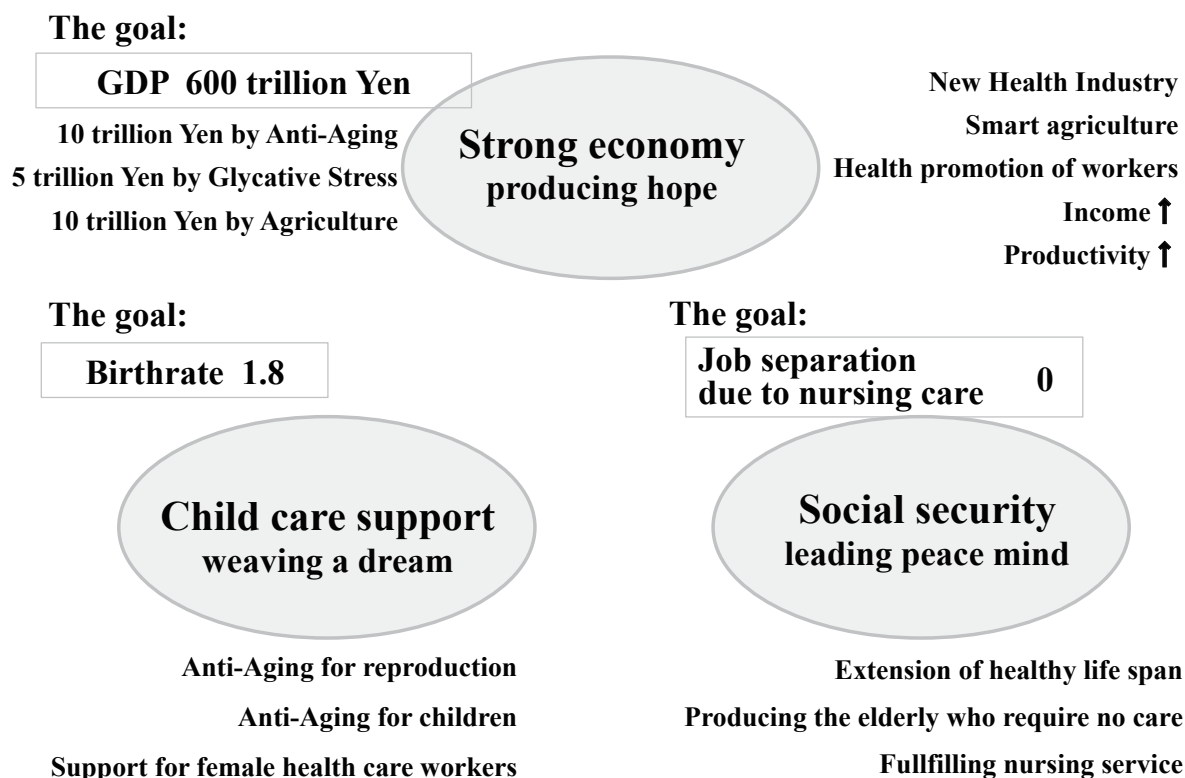 The goal:
GDP 600 trillion Yen
10 trillion Yen by Anti-Aging
5 trillion Yen by Glycative Stress
10 trillion Yen by Agriculture
Strong economy
producing hope
New Health Industry
Smart agriculture
Health promotion of workers
Income ↑
Productivity ↑
The goal:
Birthrate 1.8
Child care support
weaving a dream
Anti-Aging for reproduction
Anti-Aging for children
Support for female health care workers
The goal:
Job separation
due to nursing care 0
Social security
leading peace mind
Extension of healthy life span
Producing the elderly who require no care
Fullfilling nursing service